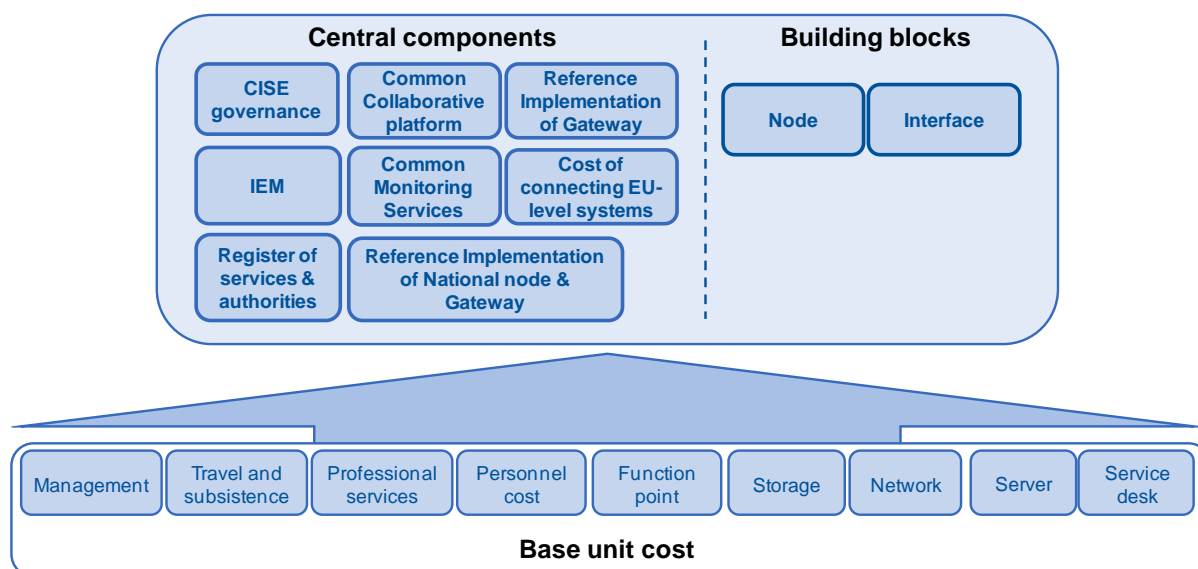 Central components
Building blocks
CISE
governance
Common
Collaborative
platform
Reference
Implementation
of Gateway
Node
Interface
IEM
Common
Monitoring
Services
Cost of
connecting EU-
level systems
Register of
services &
authorities
Reference Implementation
of National node &
Gateway
Management
Travel and
subsistence
Professional
services
Personnel
cost
Function
point
Storage
Network
Server
Service
desk
Base unit cost